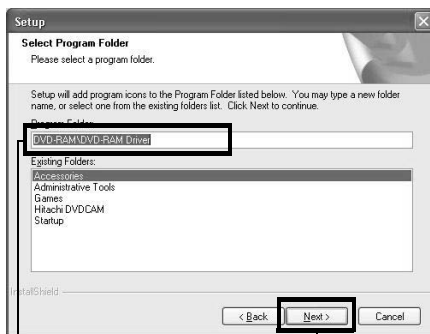 Setup
Select Program Folder
Please select a program folder.
Setup will add program icons to the Program Folder listed below. You may type a new folder
name, or select one from the existing folders list. Click Next to continue.
Program Folder:
DVD-RAM\DVD-RAM Driver
Existing Folders:
Accessories
Administrative Tools
Games
Hitachi DVDCAM
Startup
InstallShield
< Back
Next >
Cancel